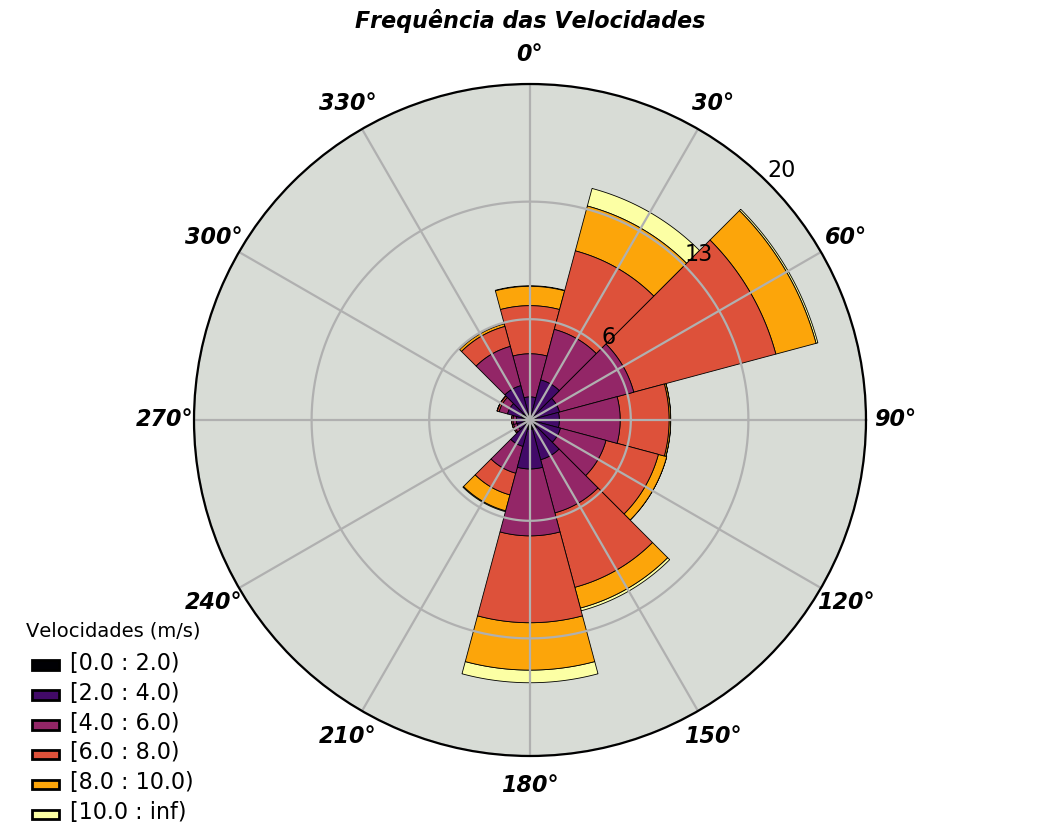 Frequência das Velocidades
0°
330°
30°
20
300°
60°
13
6
270°
90°
240°
120°
210°
150°
180°
Velocidades (m/s)
[0.0 : 2.0)
[2.0 : 4.0)
[4.0 : 6.0)
[6.0 : 8.0)
[8.0 : 10.0)
[10.0 : inf)